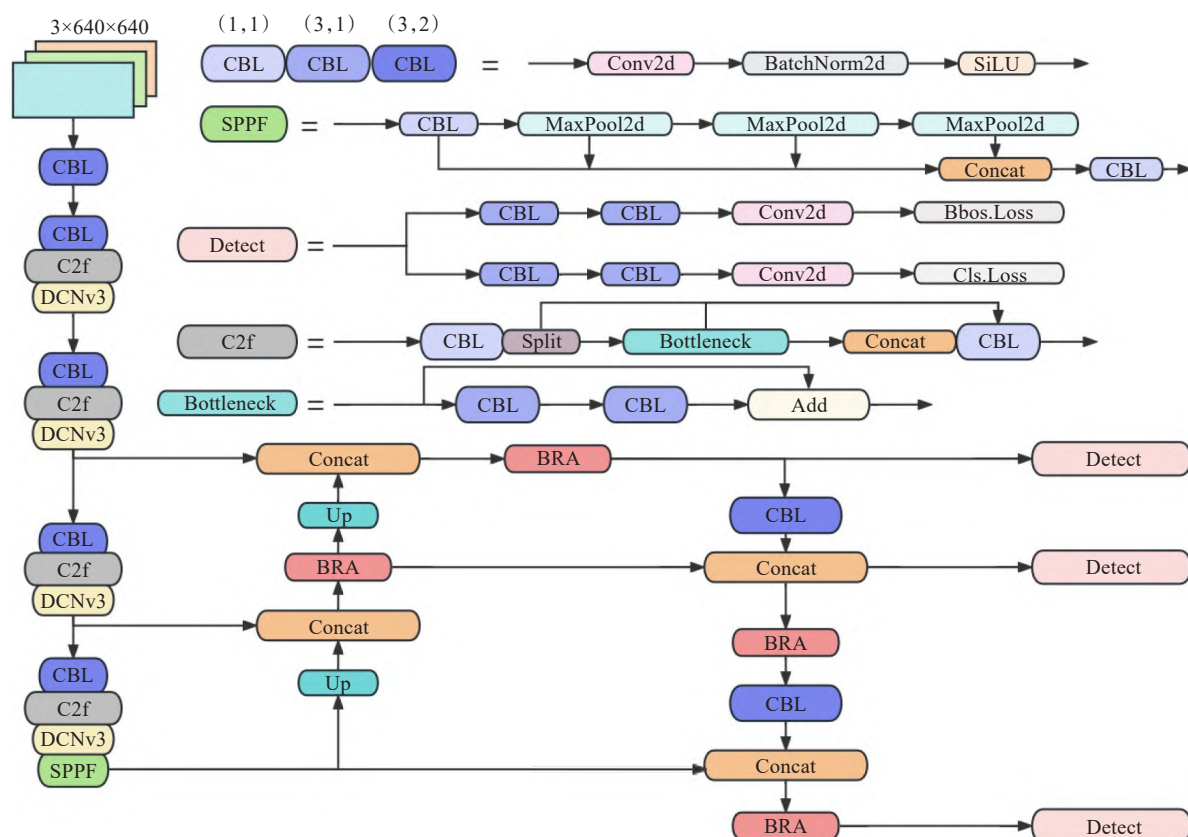 3×640×640
(1,1) (3,1) (3,2)
CBL CBL CBL = Conv2d BatchNorm2d SiLU
SPPF = CBL MaxPool2d MaxPool2d MaxPool2d
Concat CBL
CBL
CBL
C2f
DCNv3
Detect = CBL CBL Conv2d Bbos.Loss
CBL CBL Conv2d Cls.Loss
C2f = CBL Split Bottleneck Concat CBL
Bottleneck = CBL CBL Add
CBL
C2f
DCNv3
Concat BRA Detect
Up CBL
CBL
C2f
DCNv3
BRA Concat Detect
Concat BRA
CBL
C2f
DCNv3
SPPF
Up CBL
Concat
BRA Detect